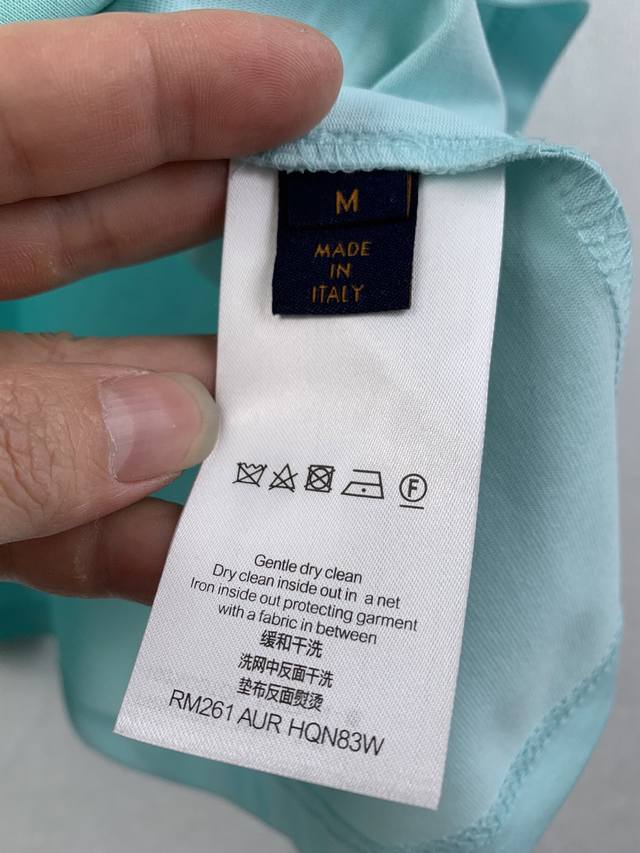 M
MADE
IN
ITALY
F
Gentle dry clean
Dry clean inside out in a net
Iron inside out protecting garment
with a fabric in between
缓和干洗
洗网中反面干洗
垫布反面熨烫
RM261 AUR HQN83W